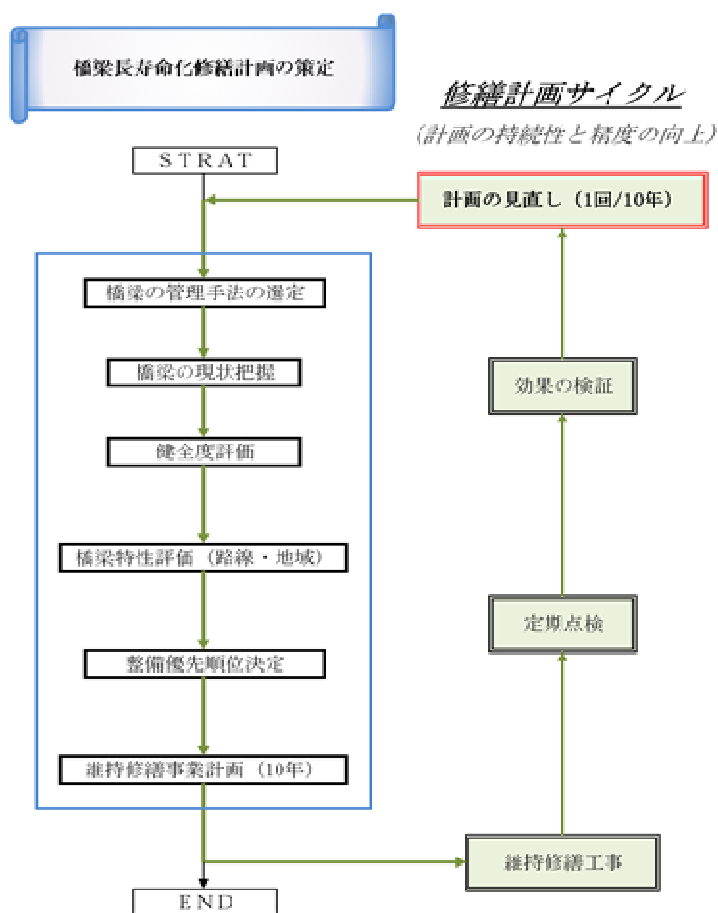 橋梁長寿命化修繕計画の策定
修繕計画サイクル
(計画の持続性と精度の向上)
STRAT
計画の見直し（1回/10年）
橋梁の管理手法の選定
橋梁の現状把握
効果の検証
健全度評価
橋梁特性評価（路線・地域）
定期点検
整備優先順位決定
維持修繕事業計画（10年）
維持修繕工事
END